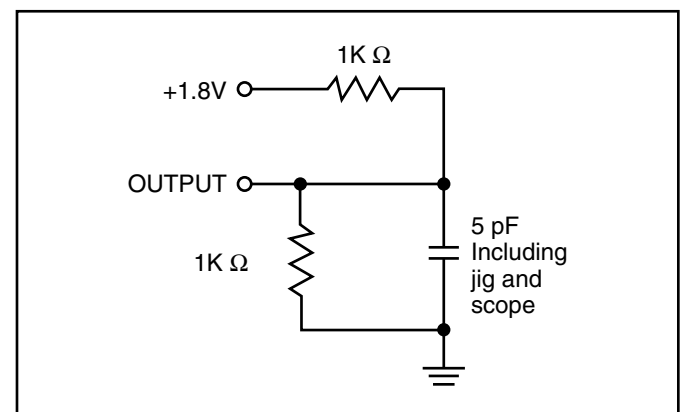 1K Ω
+1.8V
OUTPUT
1K Ω
5 pF
Including
jig and
scope